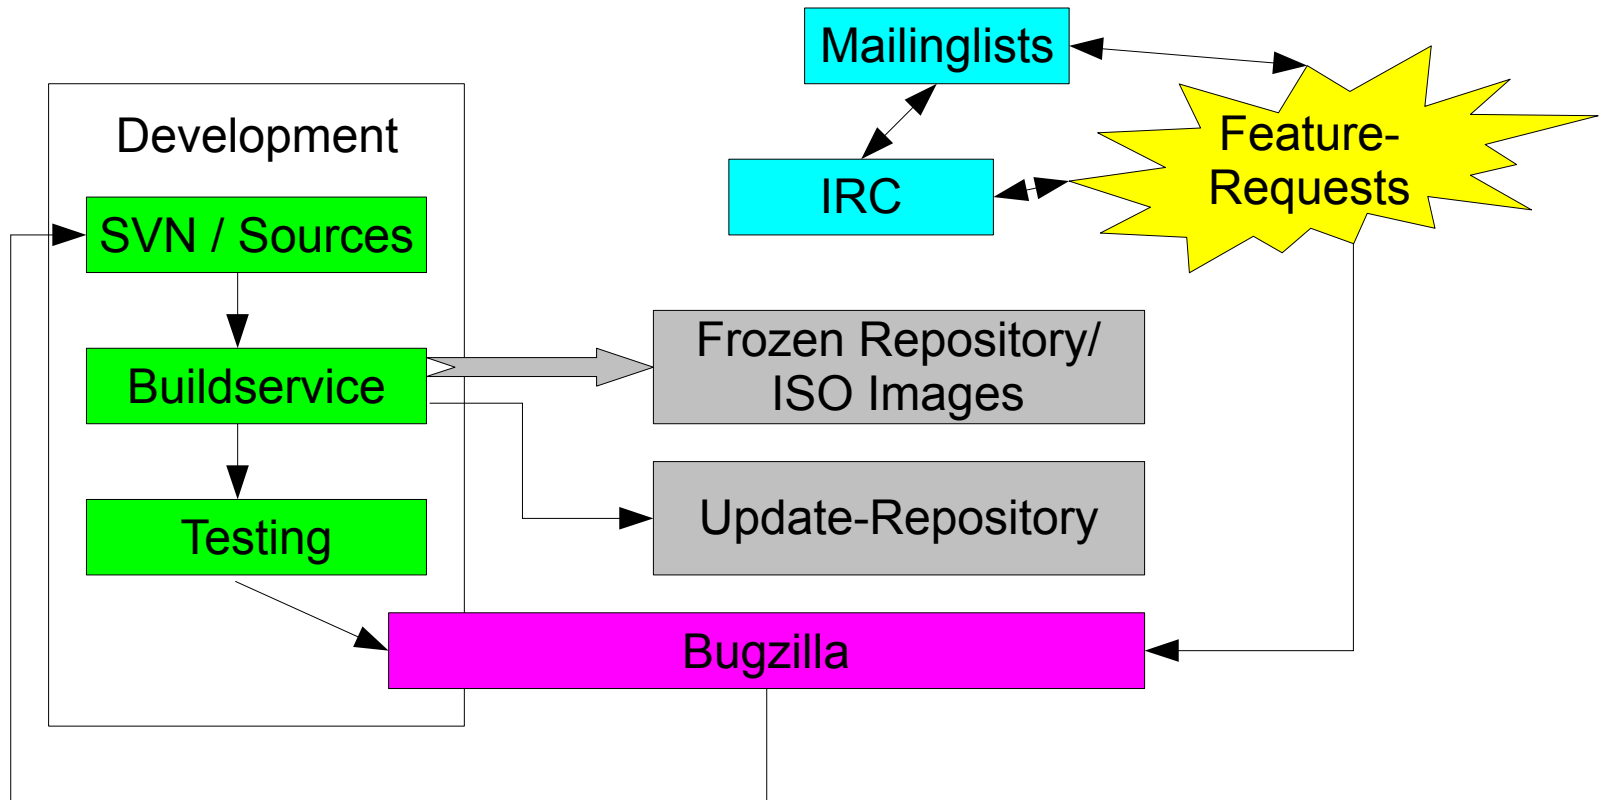 Mailinglists
Development
Feature-
Requests
IRC
SVN / Sources
Frozen Repository/
ISO Images
Buildservice
Update-Repository
Testing
Bugzilla